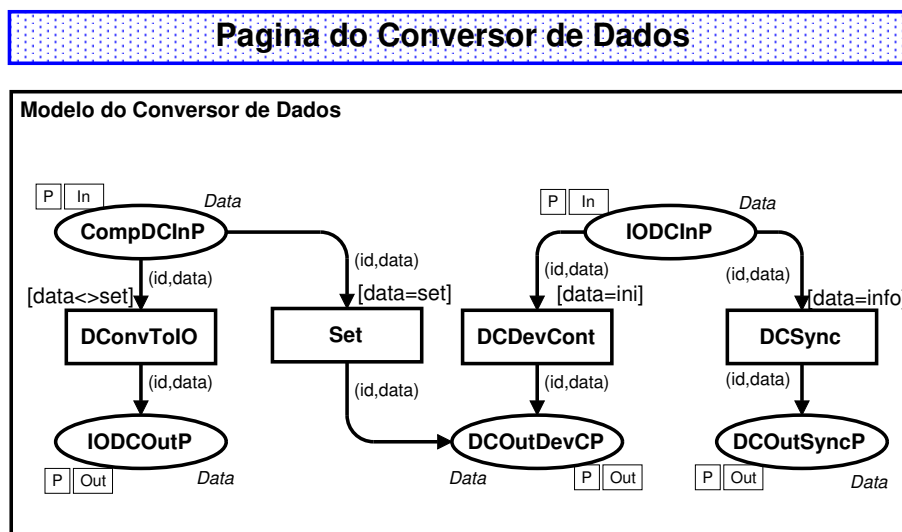 Pagina do Conversor de Dados
Modelo do Conversor de Dados
P In
Data
P In
Data
CompDCInP
IODCInP
(id,data)
(id,data)
(id,data)
(id,data)
[data<>set]
[data=set]
[data=ini]
[data=info]
DConvToIO
Set
DCDevCont
DCSync
(id,data)
(id,data)
(id,data)
(id,data)
IODCOutP
DCOutDevCP
DCOutSyncP
P Out
Data
Data
P Out
P Out
Data